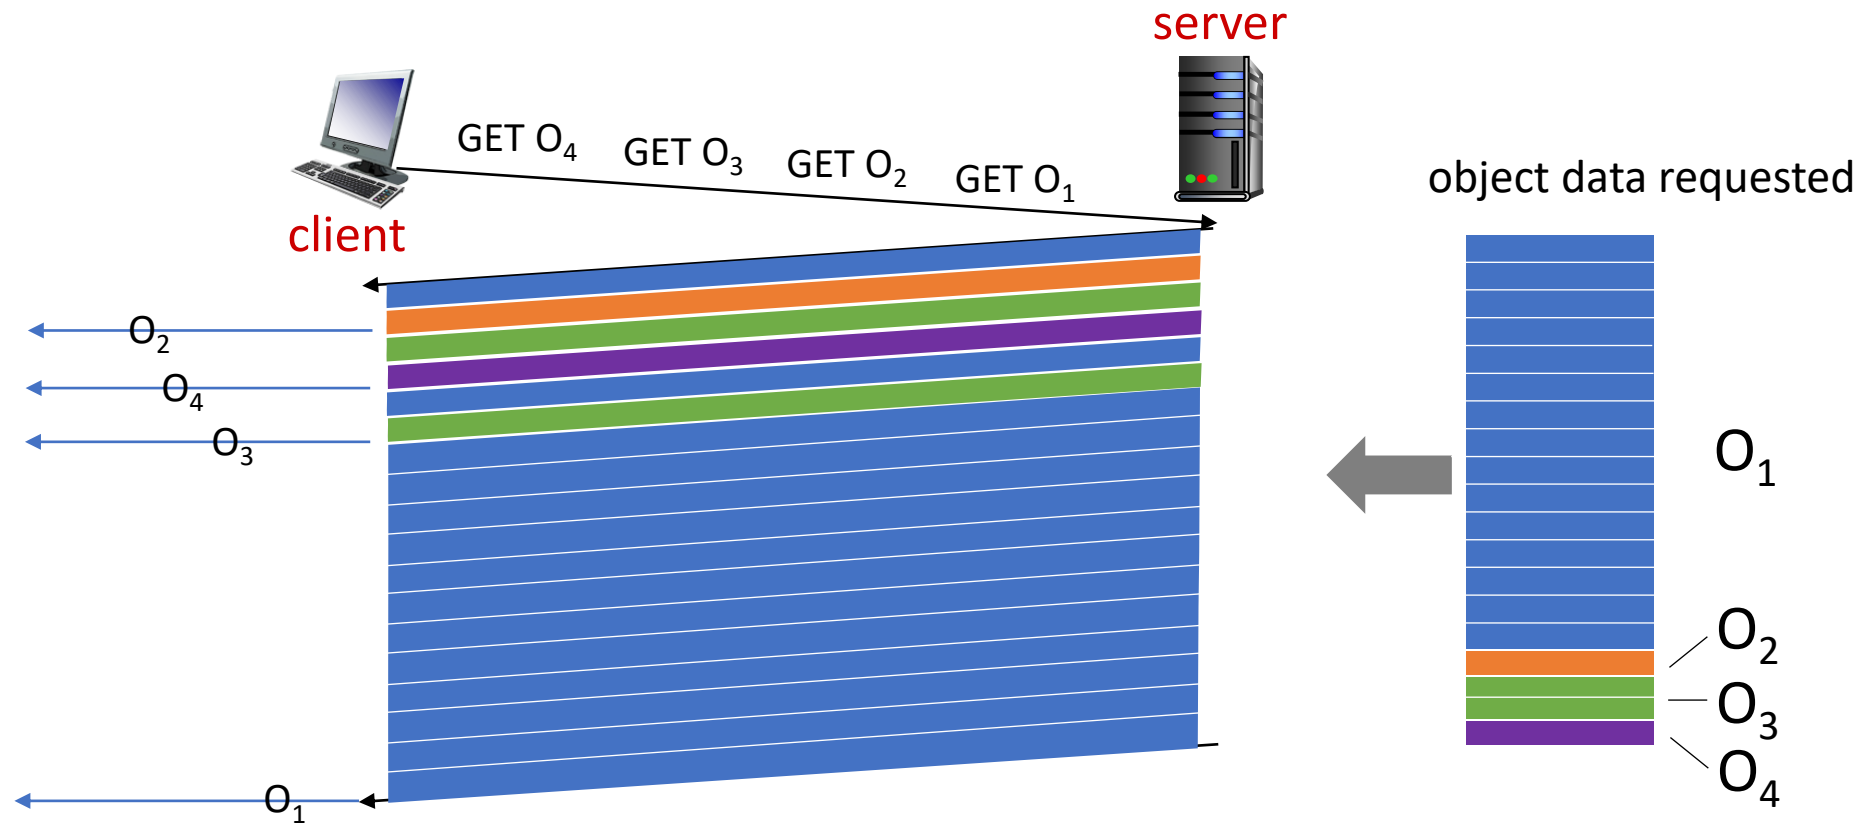 server
GET O4
GET O3
GET O2
GET O1
object data requested
client
O2
O4
O3
O1
O1
O2
O3
O4